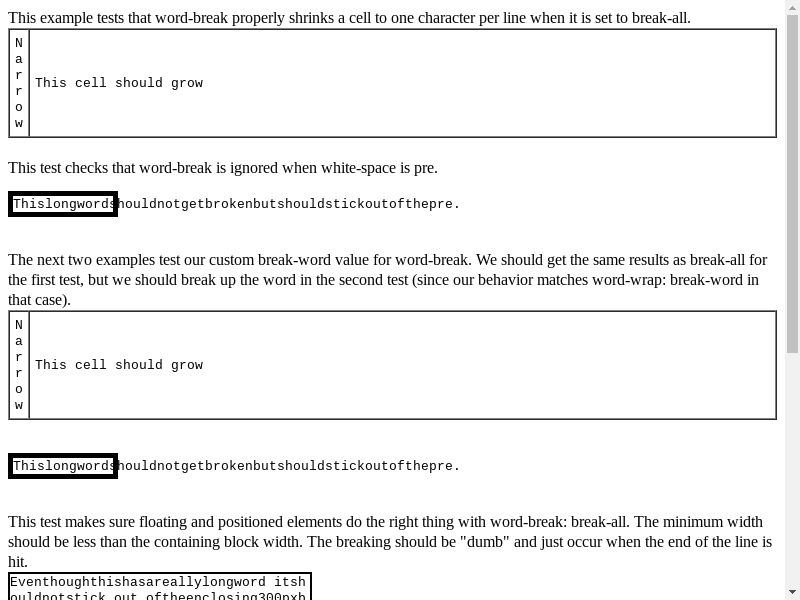 This example tests that word-break properly shrinks a cell to one character per line when it is set to break-all.
N
a
r
r
o
w
This cell should grow
This test checks that word-break is ignored when white-space is pre.
Thislongwordshouldnotgetbrokenbutshouldstickoutofthepre.
The next two examples test our custom break-word value for word-break. We should get the same results as break-all for
the first test, but we should break up the word in the second test (since our behavior matches word-wrap: break-word in
that case).
N
a
r
r
o
w
This cell should grow
Thislongwordshouldnotgetbrokenbutshouldstickoutofthepre.
This test makes sure floating and positioned elements do the right thing with word-break: break-all. The minimum width
should be less than the containing block width. The breaking should be "dumb" and just occur when the end of the line is
hit.
Eventhoughthishasareallylongword itsh
ouldnotstick out oftheenclosing300pxb